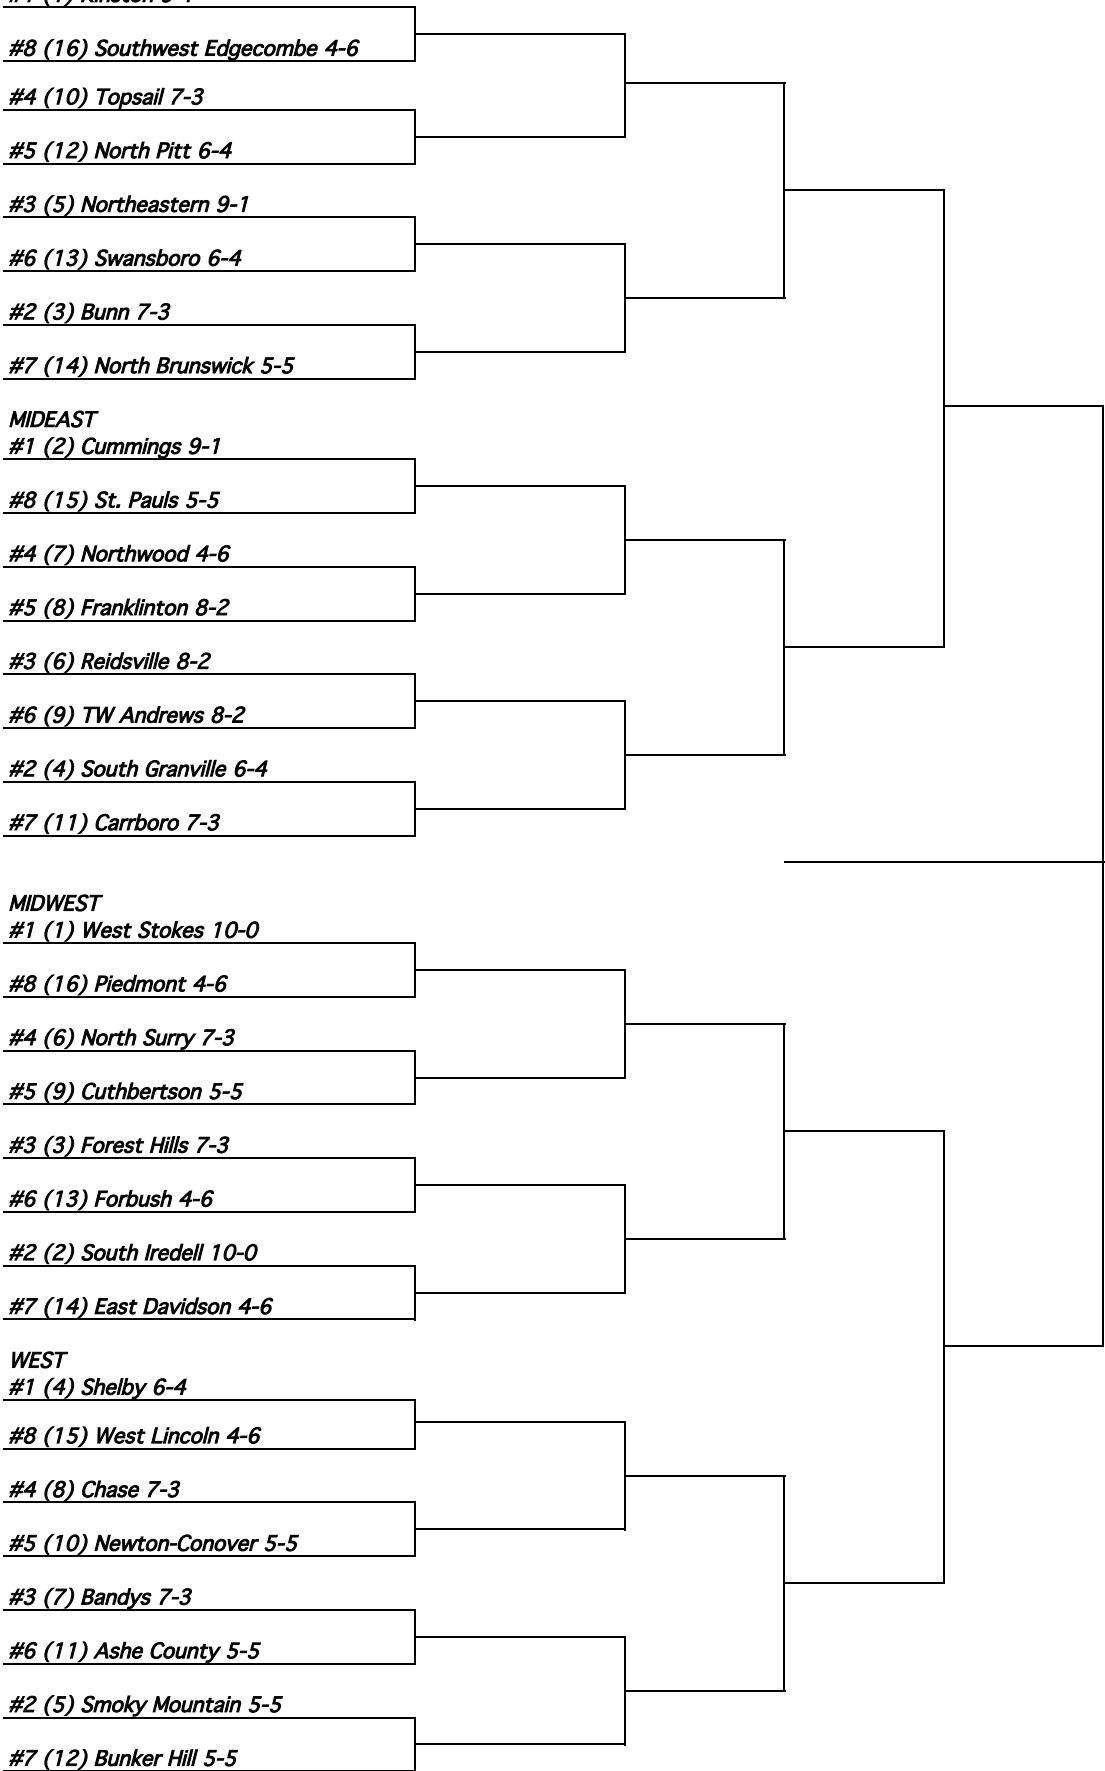 #8 (16) Southwest Edgecombe 4-6
#4 (10) Topsail 7-3
#5 (12) North Pitt 6-4
#3 (5) Northeastern 9-1
#6 (13) Swansboro 6-4
#2 (3) Bunn 7-3
#7 (14) North Brunswick 5-5
MIDEAST
#1 (2) Cummings 9-1
#8 (15) St. Pauls 5-5
#4 (7) Northwood 4-6
#5 (8) Franklinton 8-2
#3 (6) Reidsville 8-2
#6 (9) TW Andrews 8-2
#2 (4) South Granville 6-4
#7 (11) Carrboro 7-3
MIDWEST
#1 (1) West Stokes 10-0
#8 (16) Piedmont 4-6
#4 (6) North Surry 7-3
#5 (9) Cuthbertson 5-5
#3 (3) Forest Hills 7-3
#6 (13) Forbush 4-6
#2 (2) South Iredell 10-0
#7 (14) East Davidson 4-6
WEST
#1 (4) Shelby 6-4
#8 (15) West Lincoln 4-6
#4 (8) Chase 7-3
#5 (10) Newton-Conover 5-5
#3 (7) Bandys 7-3
#6 (11) Ashe County 5-5
#2 (5) Smoky Mountain 5-5
#7 (12) Bunker Hill 5-5